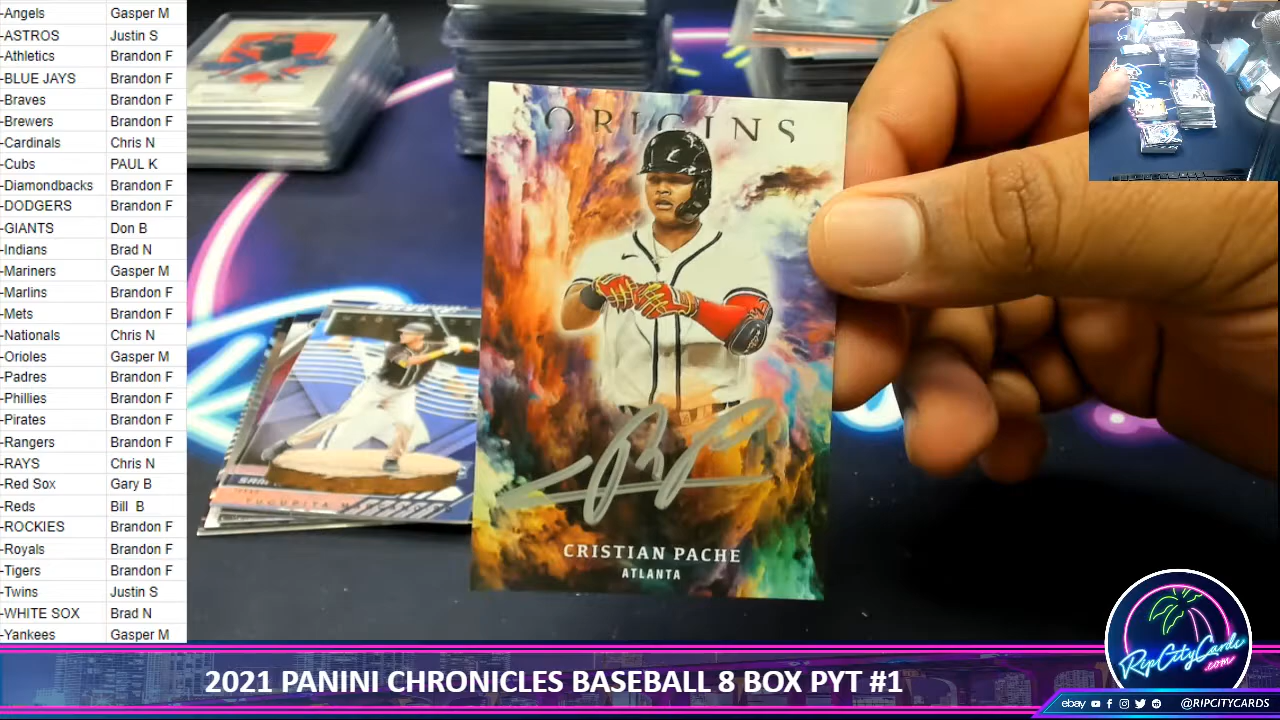 -Angels Gasper M
-ASTROS Justin S
-Athletics Brandon F
-BLUE JAYS Brandon F
-Braves Brandon F
-Brewers Brandon F
-Cardinals Chris N
-Cubs PAUL K
-Diamondbacks Brandon F
-DODGERS Brandon F
-GIANTS Don B
-Indians Brad N
-Mariners Gasper M
-Marlins Brandon F
-Mets Brandon F
-Nationals Chris N
-Orioles Gasper M
-Padres Brandon F
-Phillies Brandon F
-Pirates Brandon F
-Rangers Brandon F
-RAYS Chris N
-Red Sox Gary B
-Reds Bill B
-ROCKIES Brandon F
-Royals Brandon F
-Tigers Brandon F
-Twins Justin S
-WHITE SOX Brad N
-Yankees Gasper M
ORIGINS
CRISTIAN PACHE
ATLANTA
RipCityCards
.com
2021 PANINI CHRONICLES BASEBALL 8 BOX PYT #1
ebay @RIPCITYCARDS